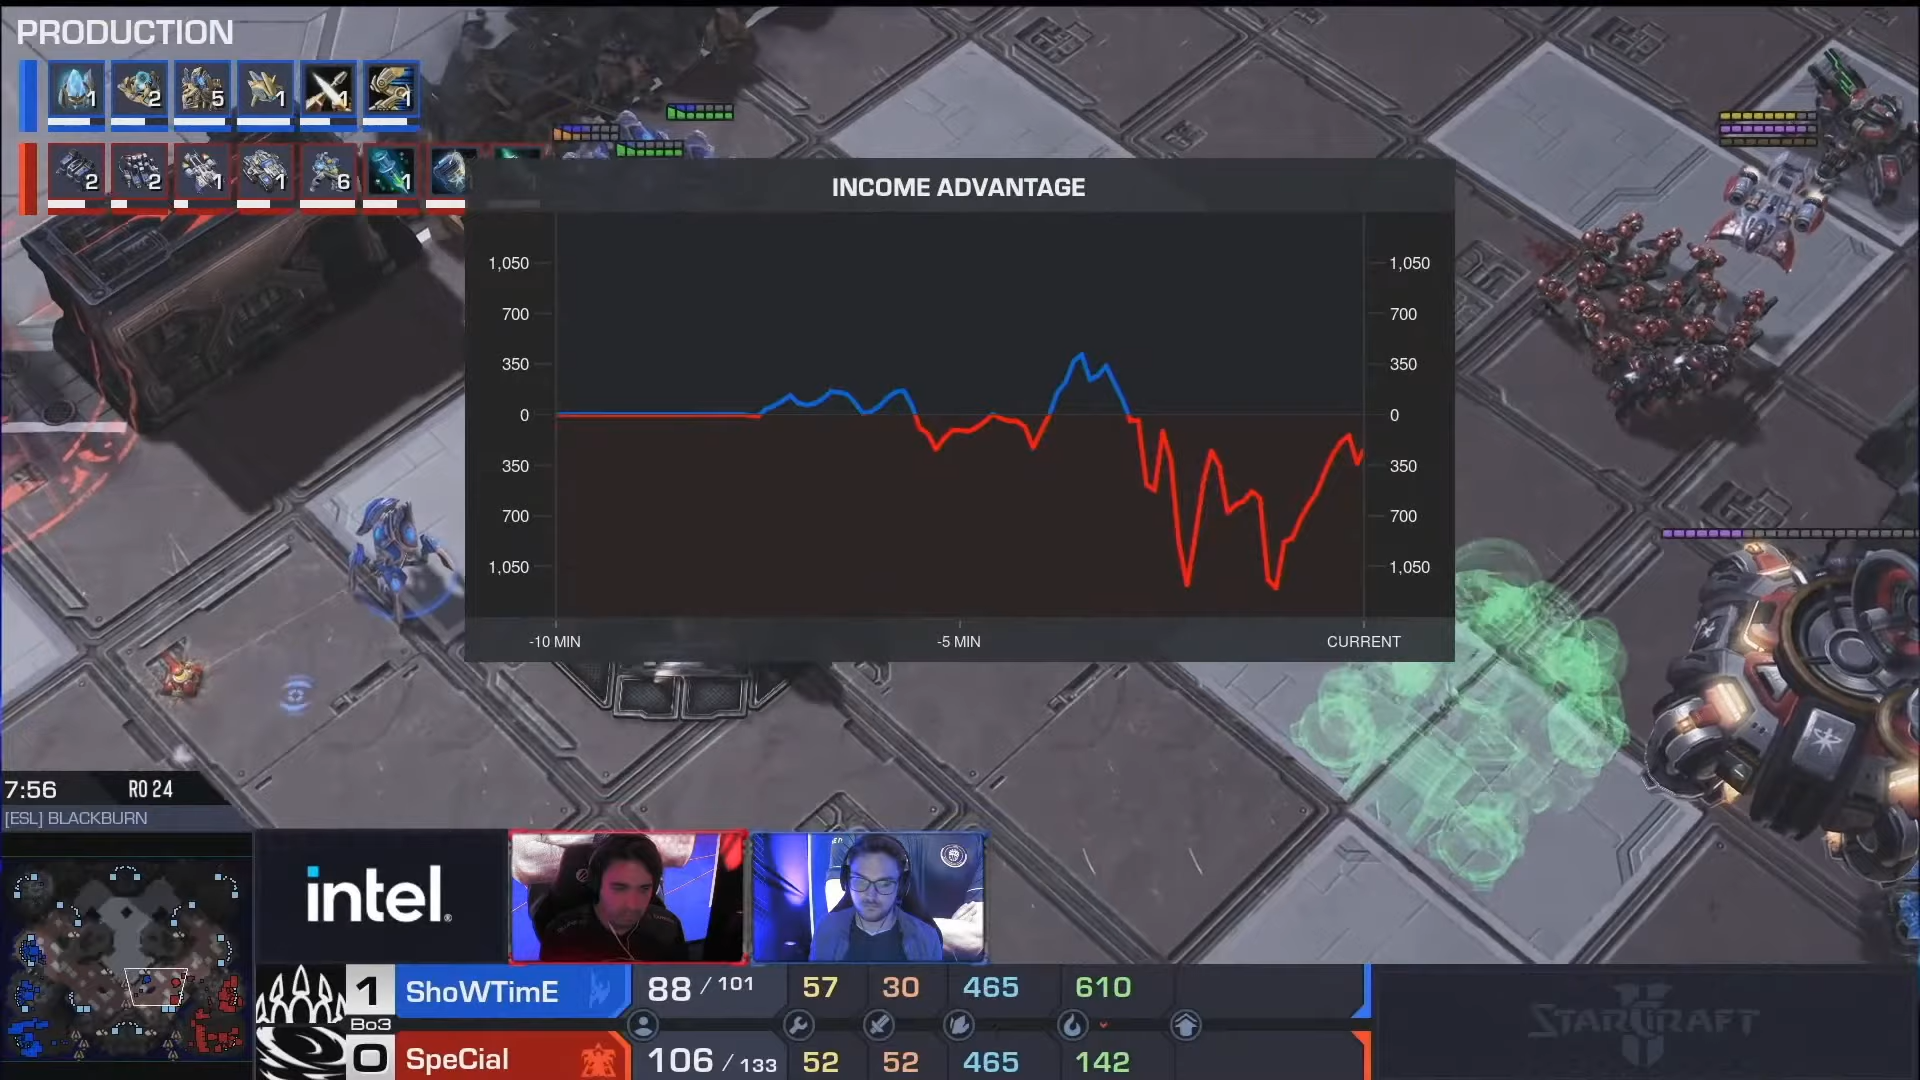 PRODUCTION
1 2 5 1 1 1
2 2 1 1 6 1
INCOME ADVANTAGE
1,050 1,050
700 700
350 350
0 0
350 350
700 700
1,050 1,050
-10 MIN -5 MIN CURRENT
7:56 RO 24
[ESL] BLACKBURN
intel
1 ShoWTimE 88 / 101 57 30 465 610
Bo3
0 SpeCial 106 / 133 52 52 465 142
STARCRAFT II